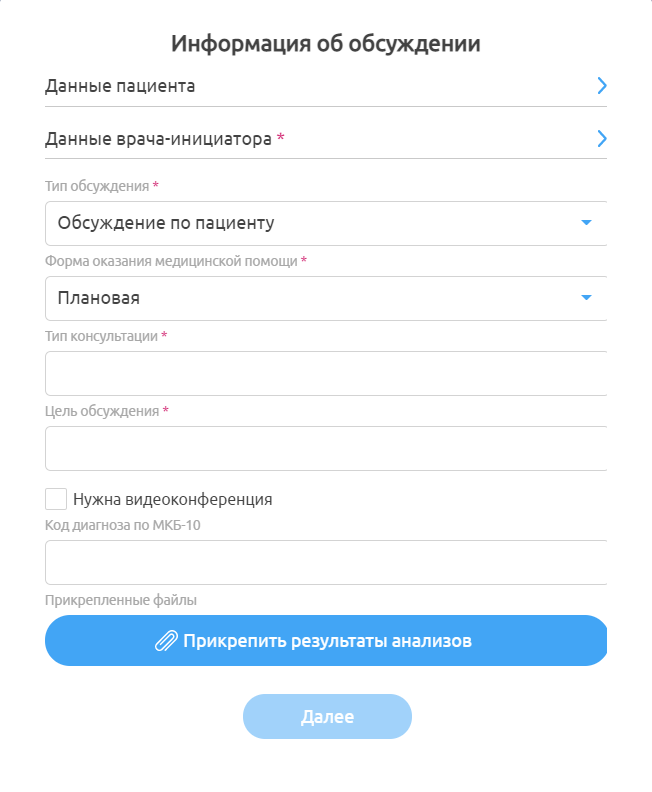 Информация об обсуждении
Данные пациента
Данные врача-инициатора *
Тип обсуждения *
Обсуждение по пациенту
Форма оказания медицинской помощи *
Плановая
Тип консультации *
Цель обсуждения *
Нужна видеоконференция
Код диагноза по МКБ-10
Прикрепленные файлы
Прикрепить результаты анализов
Далее